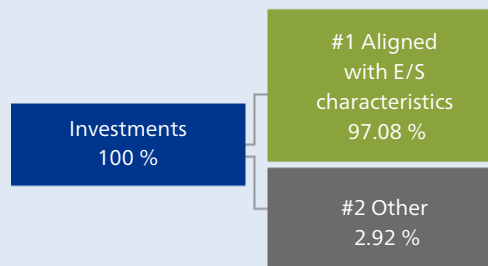 Investments
100 %
#1 Aligned
with E/S
characteristics
97.08 %
#2 Other
2.92 %